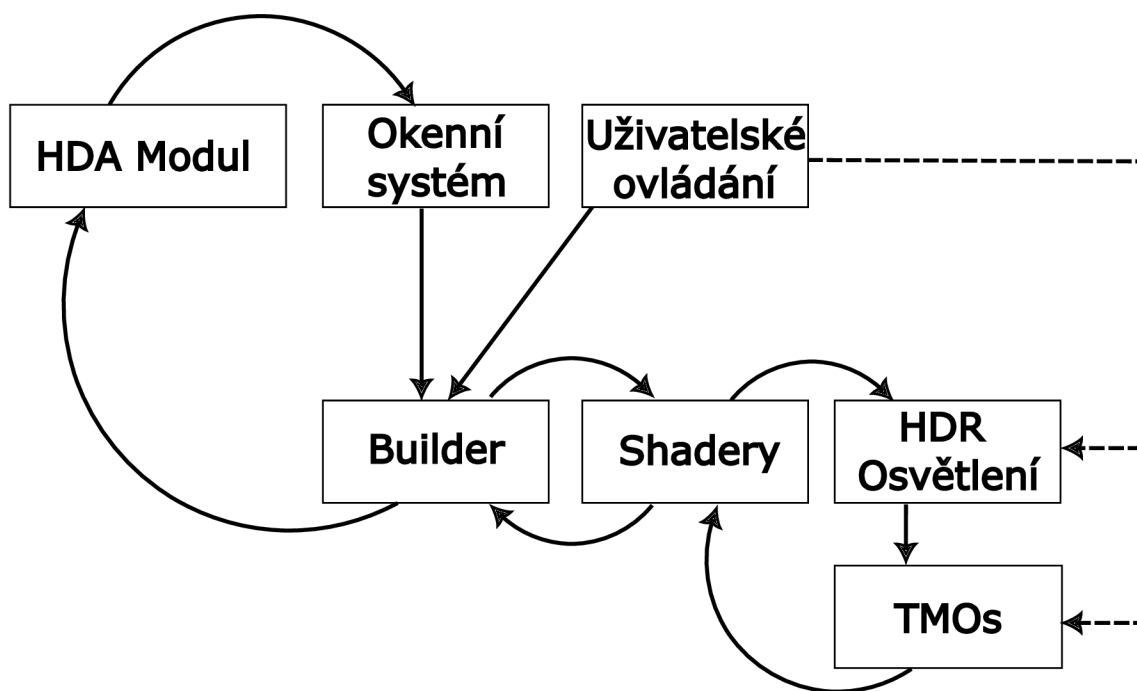 HDA Modul
Okenní
systém
Uživatelské
ovládání
Builder
Shadery
HDR
Osvětlení
TMOs